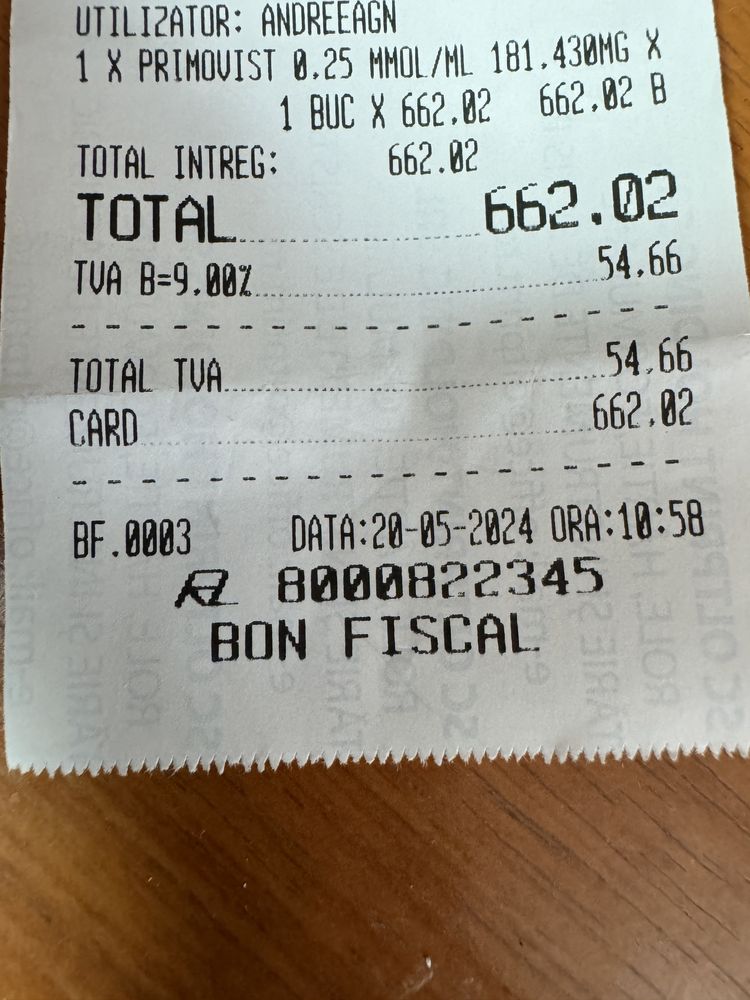 UTILIZATOR: ANDREEAGN
1 X PRIMOVIST 0.25 MMOL/ML 181.430MG X
1 BUC X 662.02 662.02 B
TOTAL INTREG: 662.02
TOTAL 662.02
TVA B=9.00% 54.66
TOTAL TVA 54.66
CARD 662.02
BF.0003 DATA:20-05-2024 ORA:10:58
8000822345
BON FISCAL